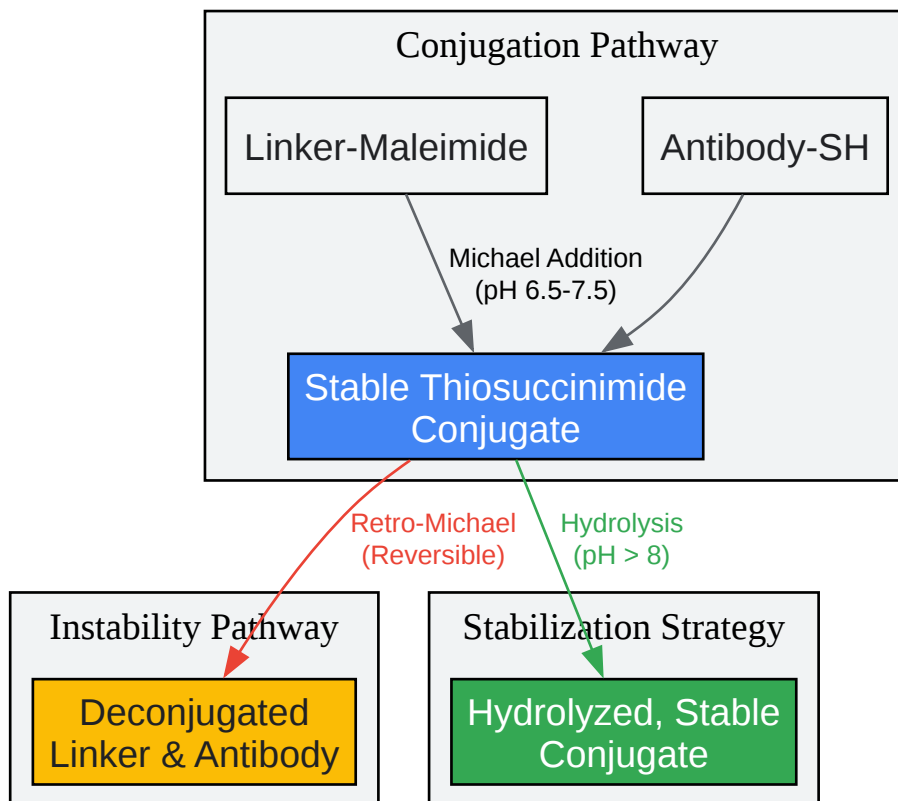 Conjugation Pathway
Linker-Maleimide
Antibody-SH
Michael Addition
(pH 6.5-7.5)
Stable Thiosuccinimide
Conjugate
Retro-Michael
(Reversible)
Hydrolysis
(pH > 8)
Instability Pathway
Deconjugated
Linker & Antibody
Stabilization Strategy
Hydrolyzed, Stable
Conjugate